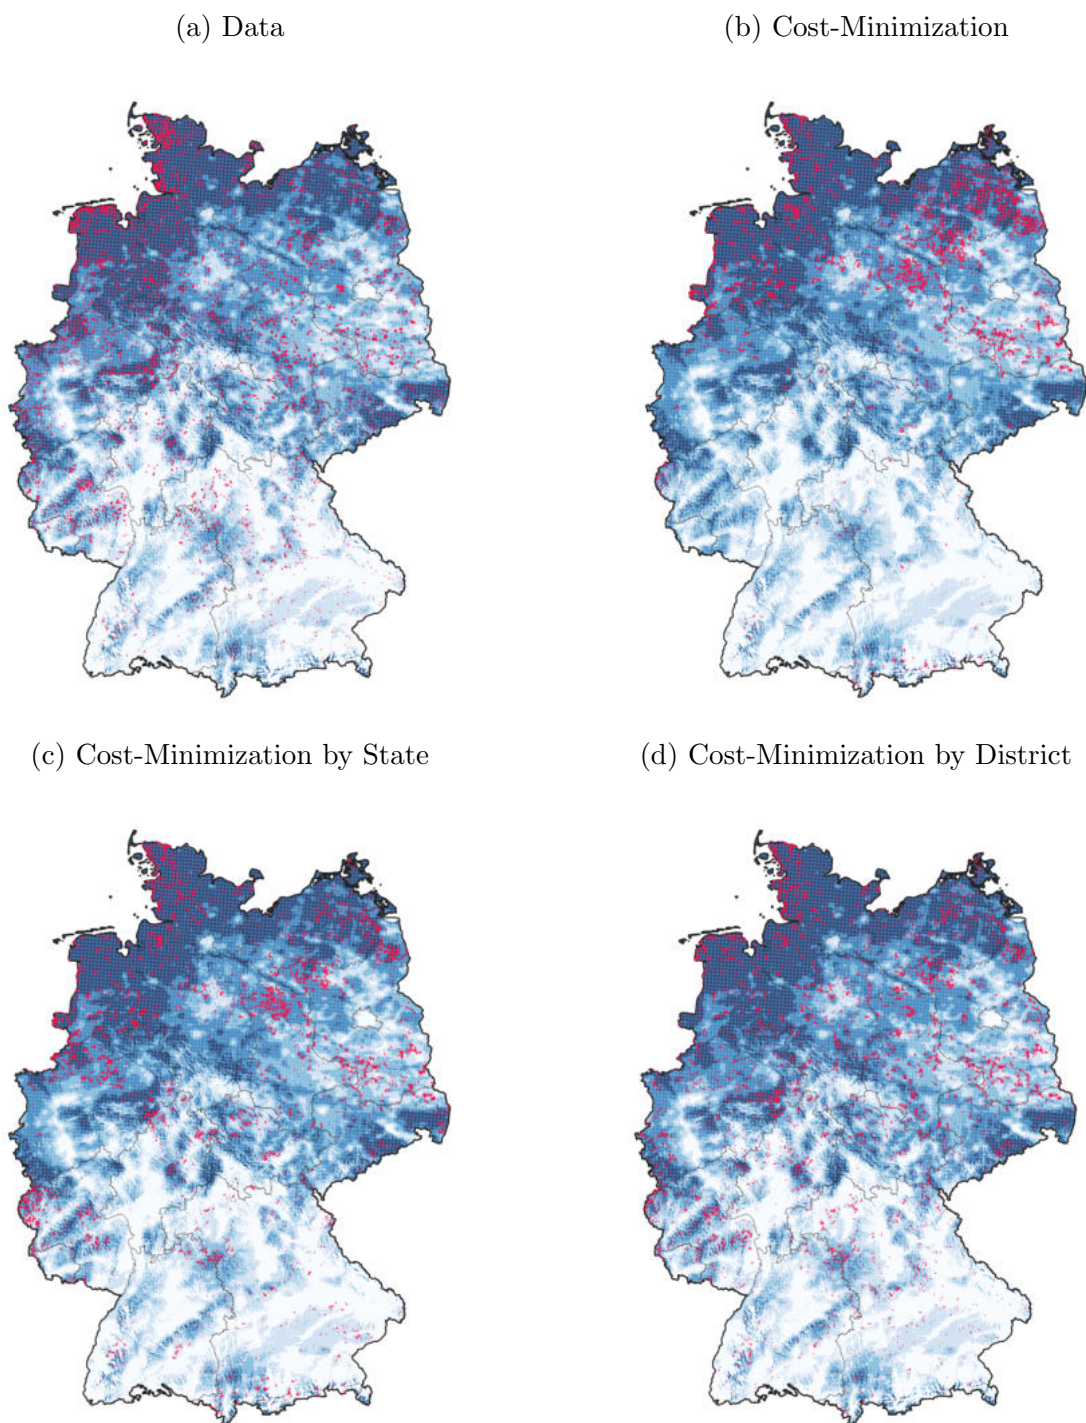 (a) Data
(b) Cost-Minimization
(c) Cost-Minimization by State
(d) Cost-Minimization by District